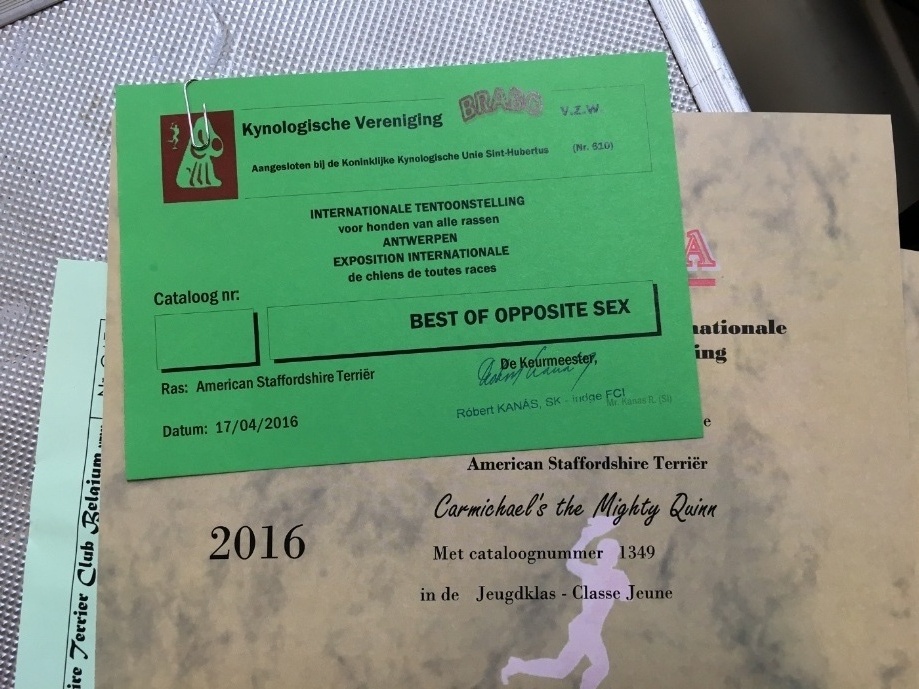 Kynologische Vereniging BRABO V.Z.W
Aangesloten bij de Koninklijke Kynologische Unie Sint-Hubertus (Nr. 610)
INTERNATIONALE TENTOONSTELLING
voor honden van alle rassen
ANTWERPEN
EXPOSITION INTERNATIONALE
de chiens de toutes races
Cataloog nr:
BEST OF OPPOSITE SEX
De Keurmeester,
Ras: American Staffordshire Terriër
Róbert KANÁS, SK - Judge FCI
Datum: 17/04/2016
A
nationale
ing
e
American Staffordshire Terriër
Carmichael's the Mighty Quinn
2016
Met cataloognummer 1349
in de Jeugdklas - Classe Jeune
ire Terrier Club Belgium